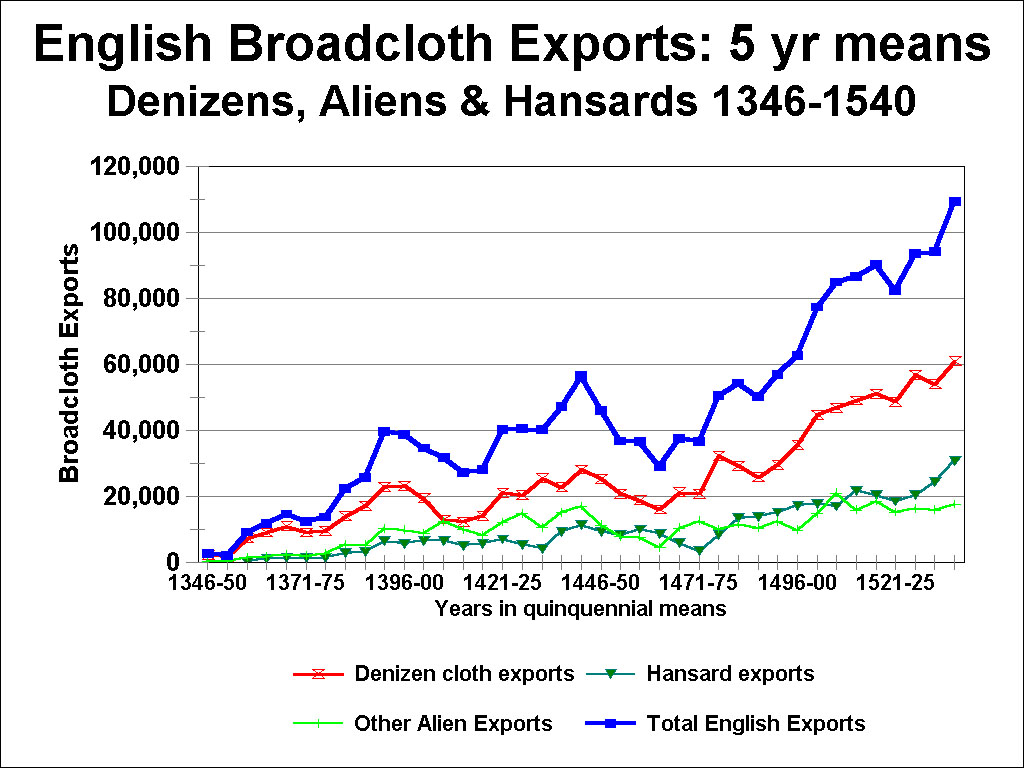 English Broadcloth Exports: 5 yr means
Denizens, Aliens & Hansards 1346-1540
120,000
100,000
80,000
60,000
40,000
20,000
0
Broadcloth Exports
1346-50 1371-75 1396-00 1421-25 1446-50 1471-75 1496-00 1521-25
Years in quinquennial means
Denizen cloth exports Hansard exports
Other Alien Exports Total English Exports